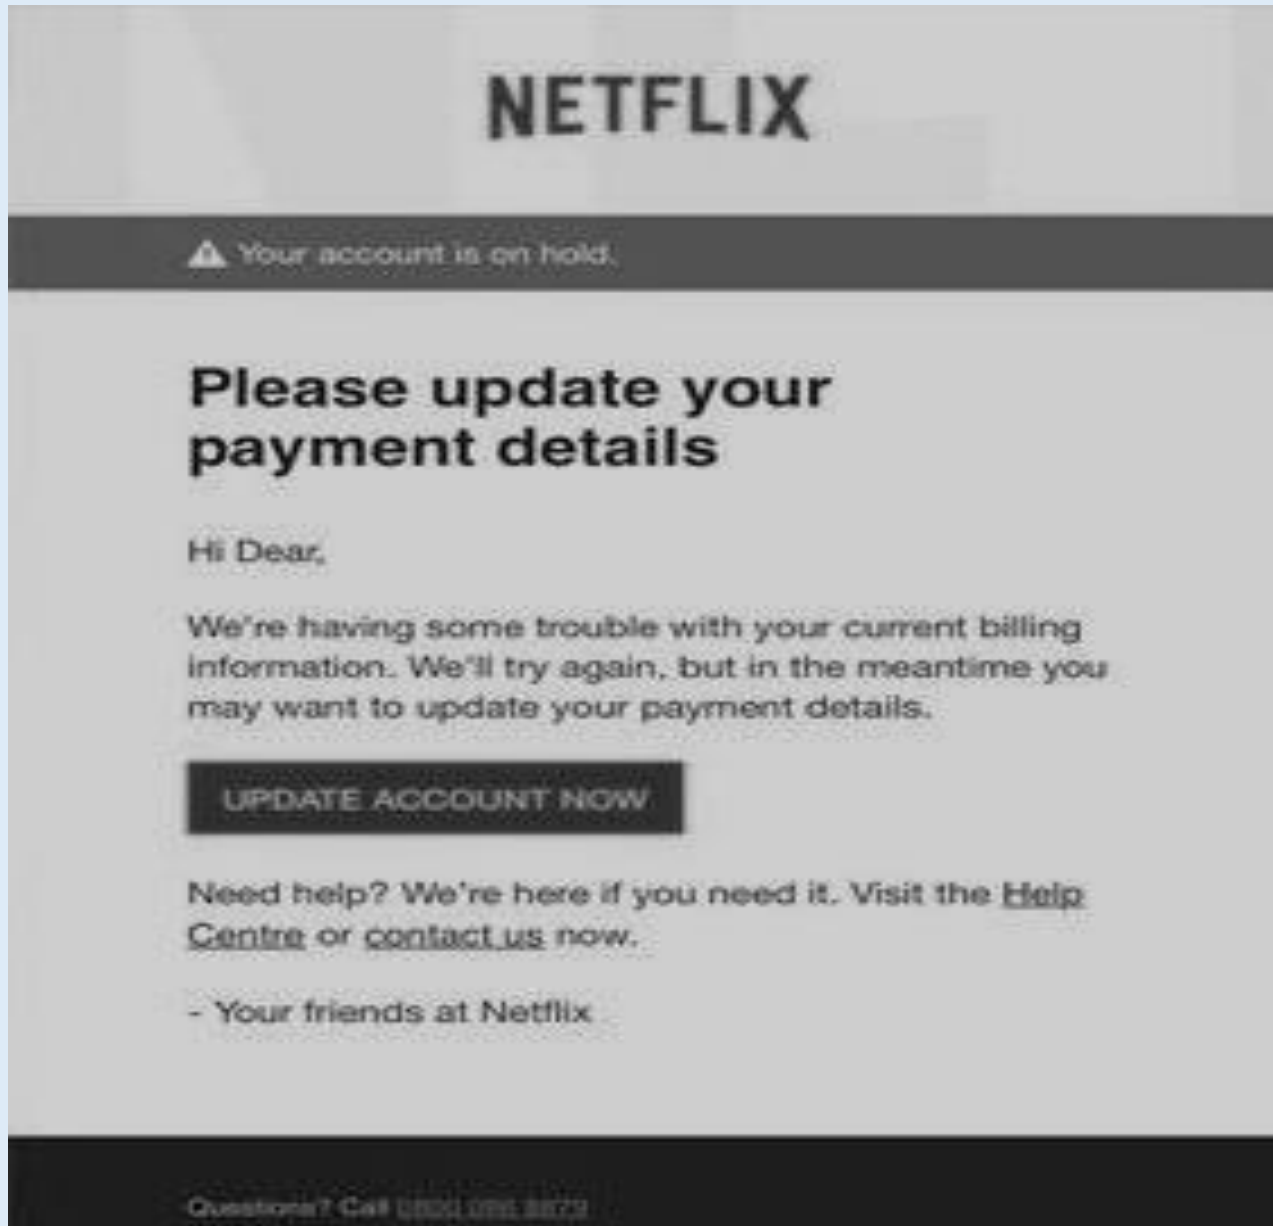 NETFLIX
Your account is on hold.
Please update your
payment details
Hi Dear,
We're having some trouble with your current billing
information. We'll try again, but in the meantime you
may want to update your payment details.
UPDATE ACCOUNT NOW
Need help? We're here if you need it. Visit the Help
Centre or contact us now.
- Your friends at Netflix
Questions? Call